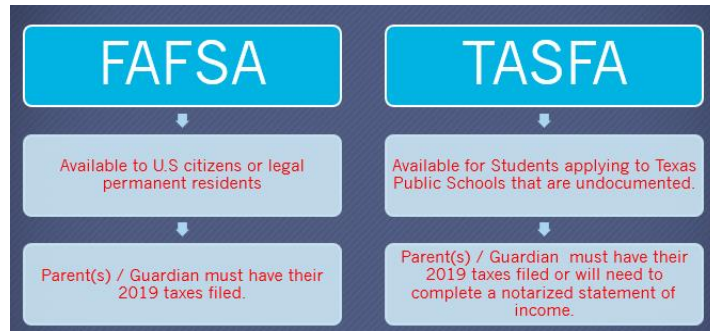 FAFSA
Available to U.S citizens or legal
permanent residents
Parent(s) / Guardian must have their
2019 taxes filed.
TASFA
Available for Students applying to Texas
Public Schools that are undocumented.
Parent(s) / Guardian must have their
2019 taxes filed or will need to
complete a notarized statement of
income.